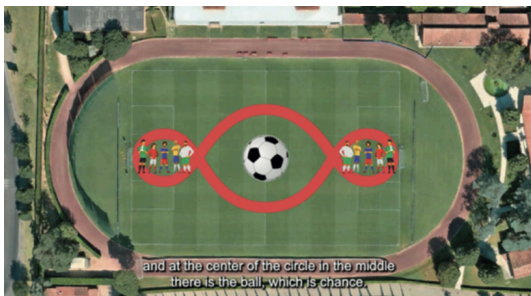 and at the center of the circle in the middle
there is the ball, which is chance.